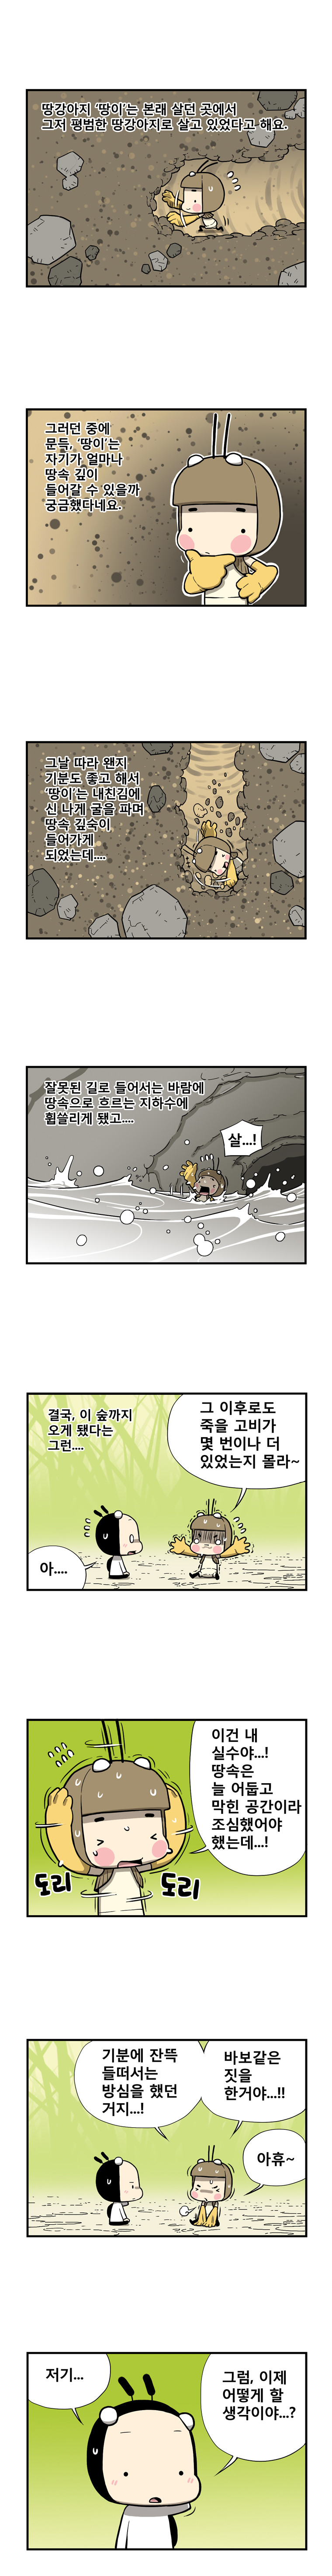 땅강아지 '땅이'는 본래 살던 곳에서
그저 평범한 땅강아지로 살고 있었다고 해요.
그러던 중에
문득, '땅이'는
자기가 얼마나
땅속 깊이
들어갈 수 있을까
궁금했다네요.
그날 따라 왠지
기분도 좋고 해서
'땅이'는 내친김에
신 나게 굴을 파며
땅속 깊숙이
들어가게
되었는데....
잘못된 길로 들어서는 바람에
땅속으로 흐르는 지하수에
휩쓸리게 됐고....
살...!
결국, 이 숲까지
오게 됐다는
그런....
그 이후로도
죽을 고비가
몇 번이나 더
있었는지 몰라~
아....
이건 내
실수야...!
땅속은
늘 어둡고
막힌 공간이라
조심했어야
했는데...!
도리
도리
기분에 잔뜩
들떠서는
방심을 했던
거지...!
바보같은
짓을
한거야...!!
아휴~
저기...
그럼, 이제
어떻게 할
생각이야...?